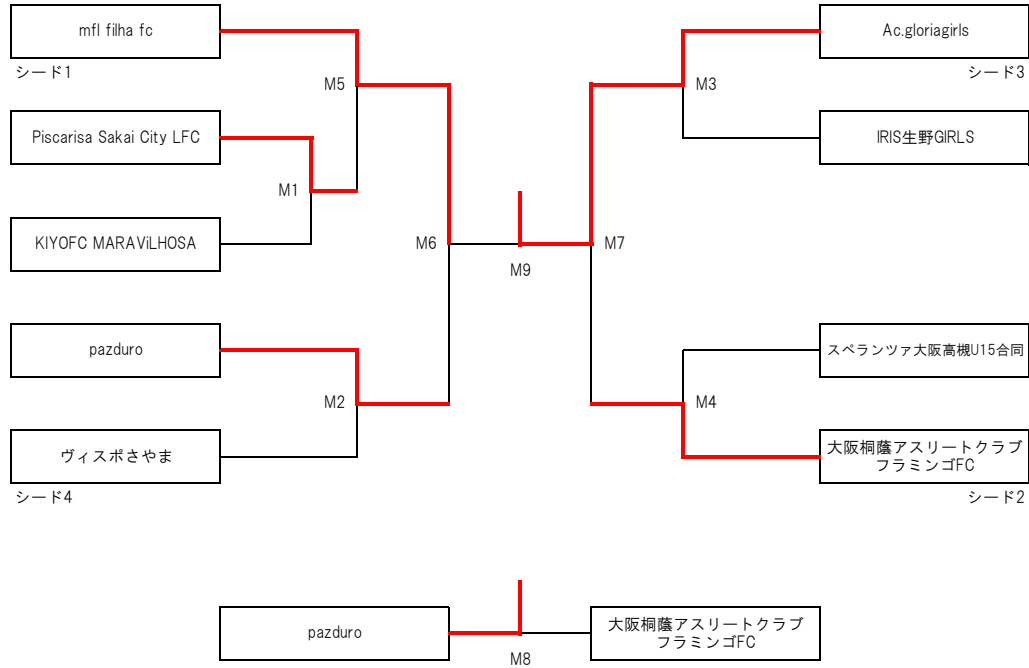 mfl filha fc
シード1
M5
Piscarisa Sakai City LFC
M1
KIYOFC MARAViLHOSA
M6
pazduro
M2
ヴィスポさやま
シード4
M9
Ac.gloriagirls
シード3
M3
IRIS生野GIRLS
M7
スペランツァ大阪高槻U15合同
M4
大阪桐蔭アスリートクラブ
フラミンゴFC
シード2
pazduro
M8
大阪桐蔭アスリートクラブ
フラミンゴFC